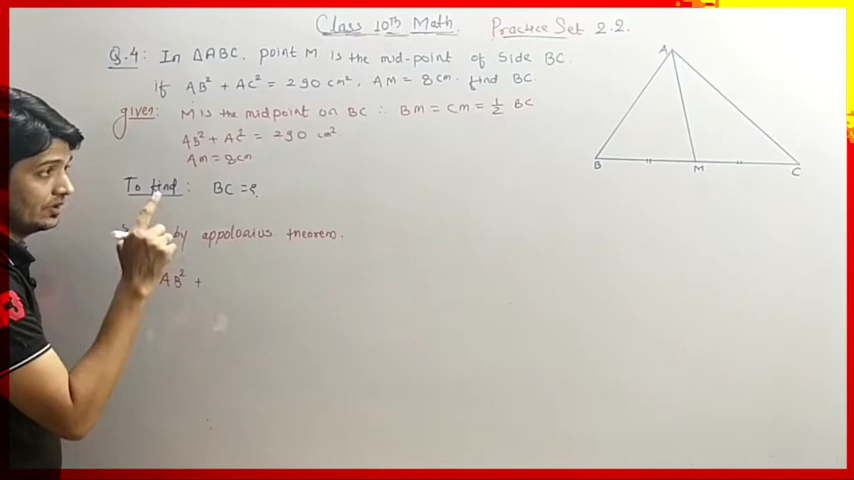 Class 10th Math. Practice Set 2.2.
Q.4: In ΔABC, point M is the mid-point of side BC.
if AB² + AC² = 290 cm², AM = 8cm. find BC.
given: M is the midpoint on BC ∴ BM = CM = 1/2 BC
AB² + AC² = 290 cm².
AM = 8cm
To find: BC = ?
by appolonius theorem.
AB² +
A
B
M
C